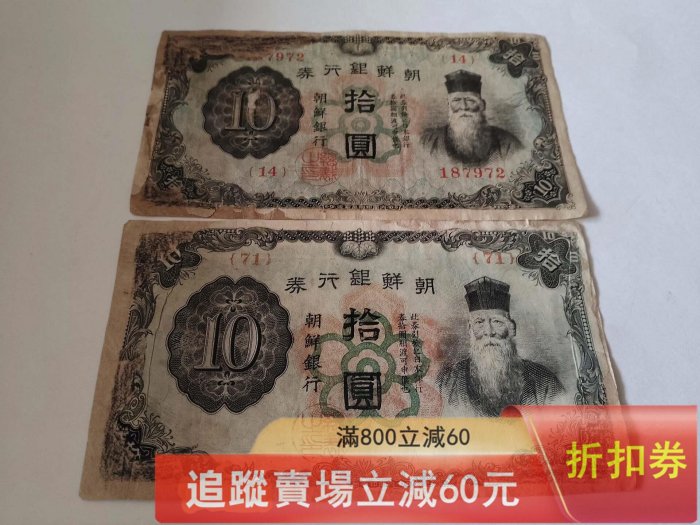 7972
(14)
拾
券行銀鮮朝
10
朝鮮銀行
拾圓
(14)
187972
10
(71)
(71)
拾
券行銀鮮朝
10
朝鮮銀行
拾圓
滿800立減60
追蹤賣場立減60元
折扣券